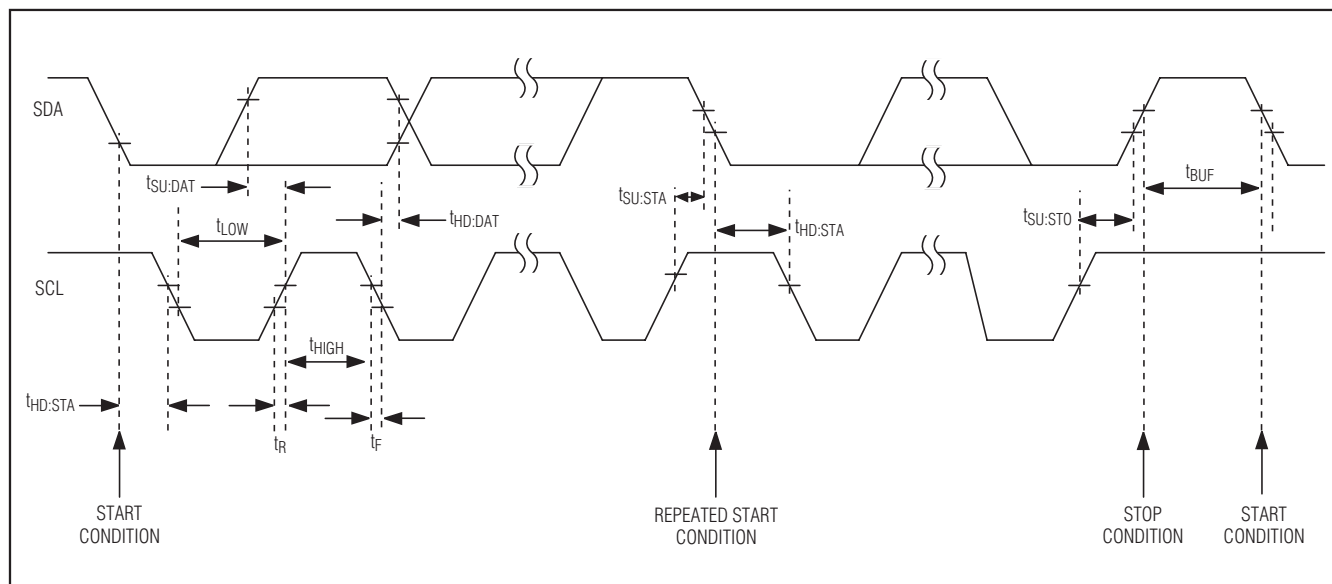 SDA
tSU:DAT
tLOW
tHD:DAT
tSU:STA
tHD:STA
tSU:STO
tBUF
SCL
tHIGH
tHD:STA
tR
tF
START
CONDITION
REPEATED START
CONDITION
STOP
CONDITION
START
CONDITION